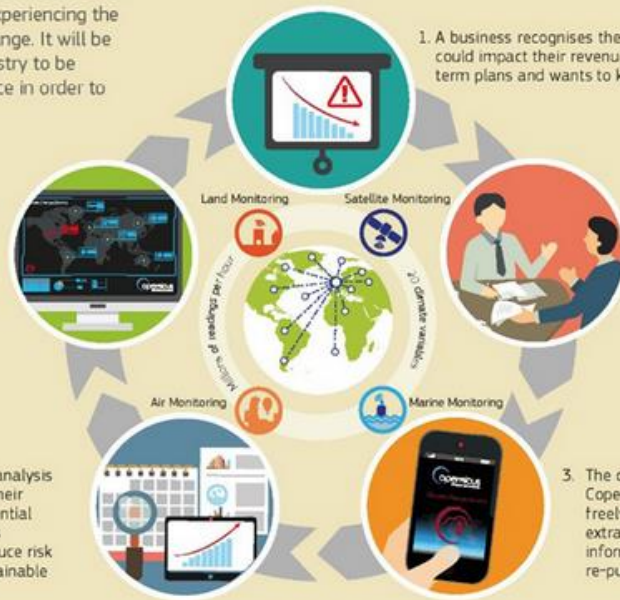 xperiencing the
nge. It will be
stry to be
ce in order to
1. A business recognises the
could impact their revenu
term plans and wants to k
Land Monitoring
Satellite Monitoring
Millions of readings per hour
20 climate variables
Air Monitoring
Marine Monitoring
Copernicus
Copernicus
analysis
heir
ntial
uce risk
ainable
3. The c
Cope
freel
extra
infor
re-pu